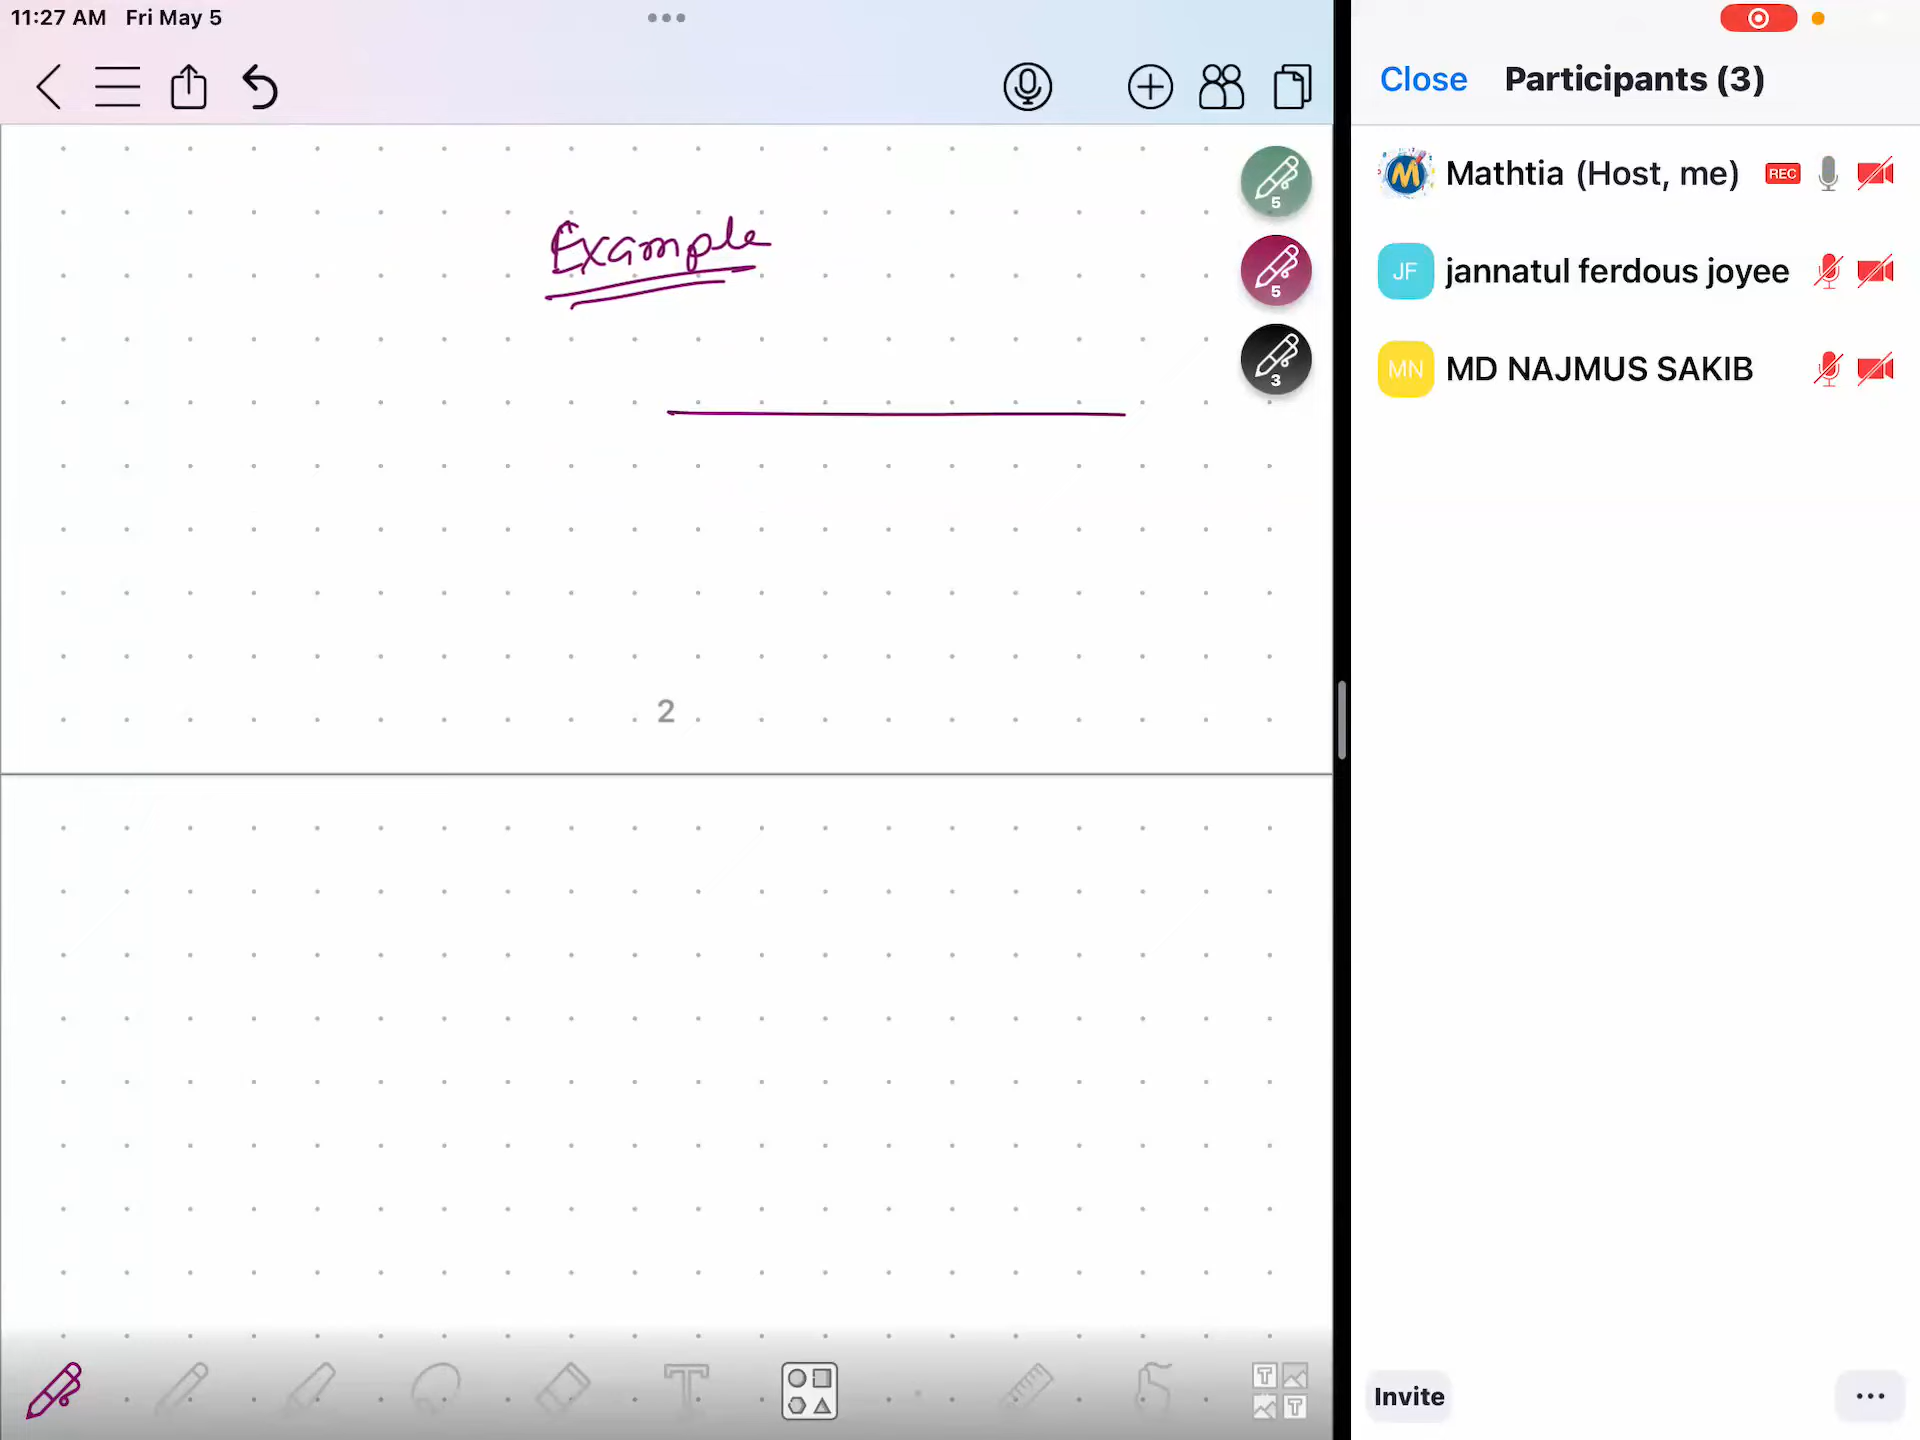 11:27 AM Fri May 5
Close Participants (3)
M Mathtia (Host, me) REC
JF jannatul ferdous joyee
MN MD NAJMUS SAKIB
5
5
3
Example
2
T
T
T
Invite